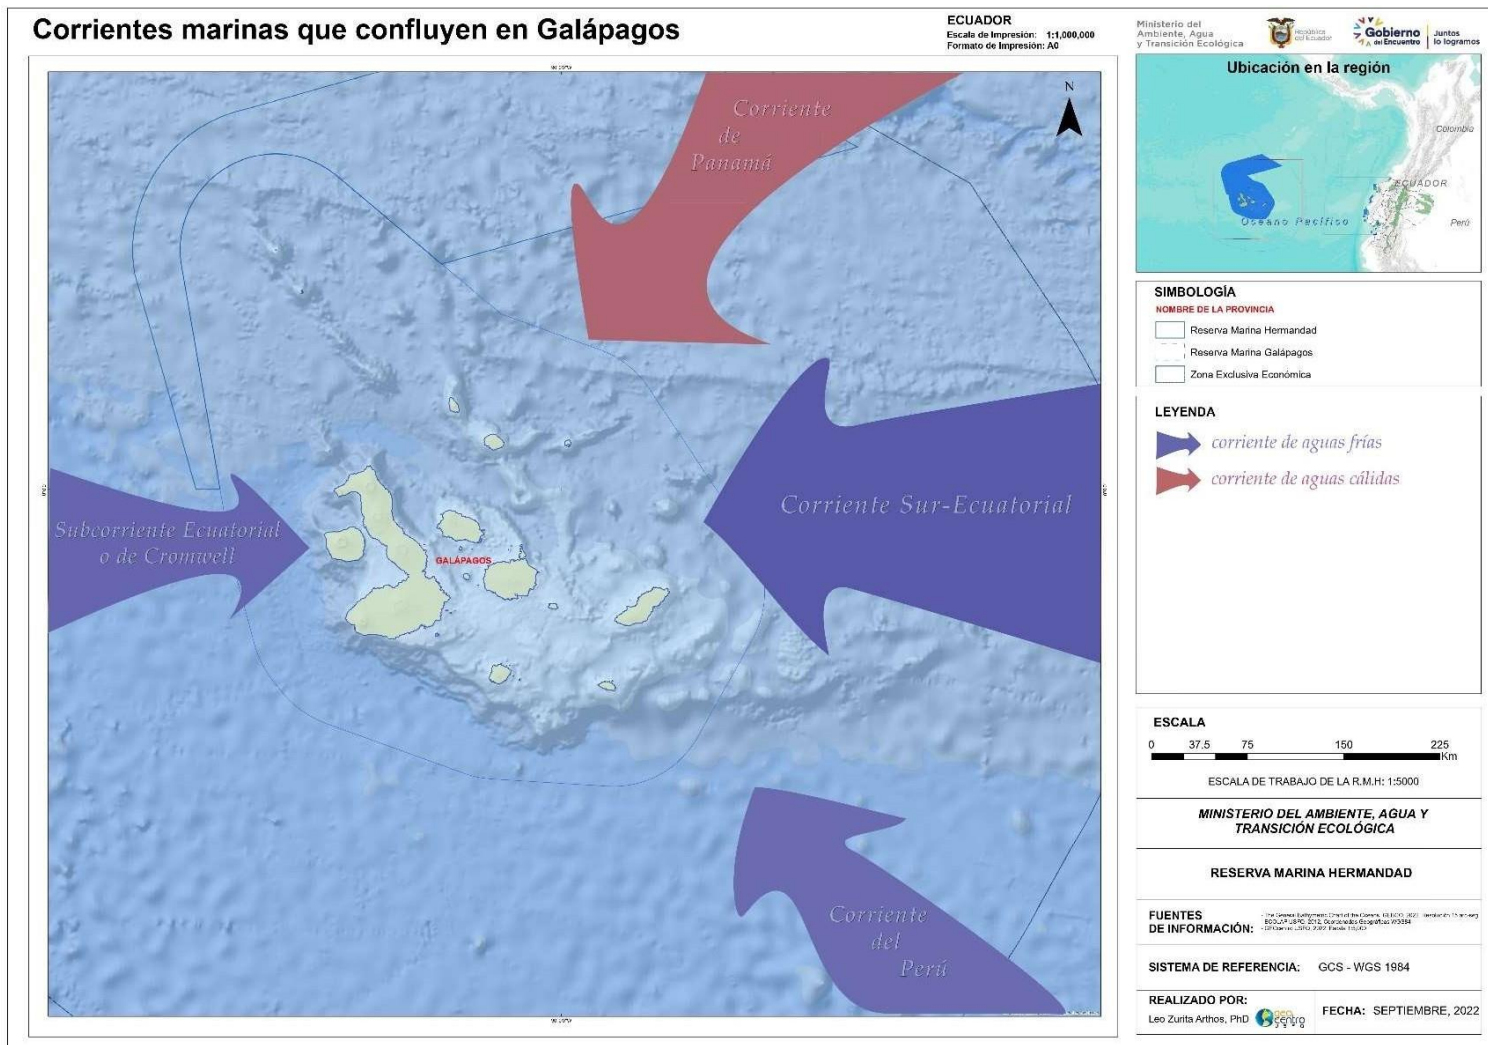 Corrientes marinas que confluyen en Galápagos
ECUADOR
Escala de Impresión: 1:1,000,000
Formato de Impresión: A0
Ministerio del
Ambiente, Agua
y Transición Ecológica
República
del Ecuador
Gobierno
del Encuentro
Juntos
lo logramos
N
Corriente
de
Panamá
Corriente Sur-Ecuatorial
Subcorriente Ecuatorial
o de Cromwell
GALÁPAGOS
Corriente
del
Perú
Ubicación en la región
Colombia
ECUADOR
Océano Pacífico
Perú
SIMBOLOGÍA
NOMBRE DE LA PROVINCIA
Reserva Marina Hermandad
Reserva Marina Galápagos
Zona Exclusiva Económica
LEYENDA
corriente de aguas frías
corriente de aguas cálidas
ESCALA
0 37.5 75 150 225
Km
ESCALA DE TRABAJO DE LA R.M.H: 1:5000
MINISTERIO DEL AMBIENTE, AGUA Y
TRANSICIÓN ECOLÓGICA
RESERVA MARINA HERMANDAD
FUENTES
DE INFORMACIÓN:
SISTEMA DE REFERENCIA: GCS - WGS 1984
REALIZADO POR:
Leo Zurita Arthos, PhD
geo
centro
FECHA: SEPTIEMBRE, 2022